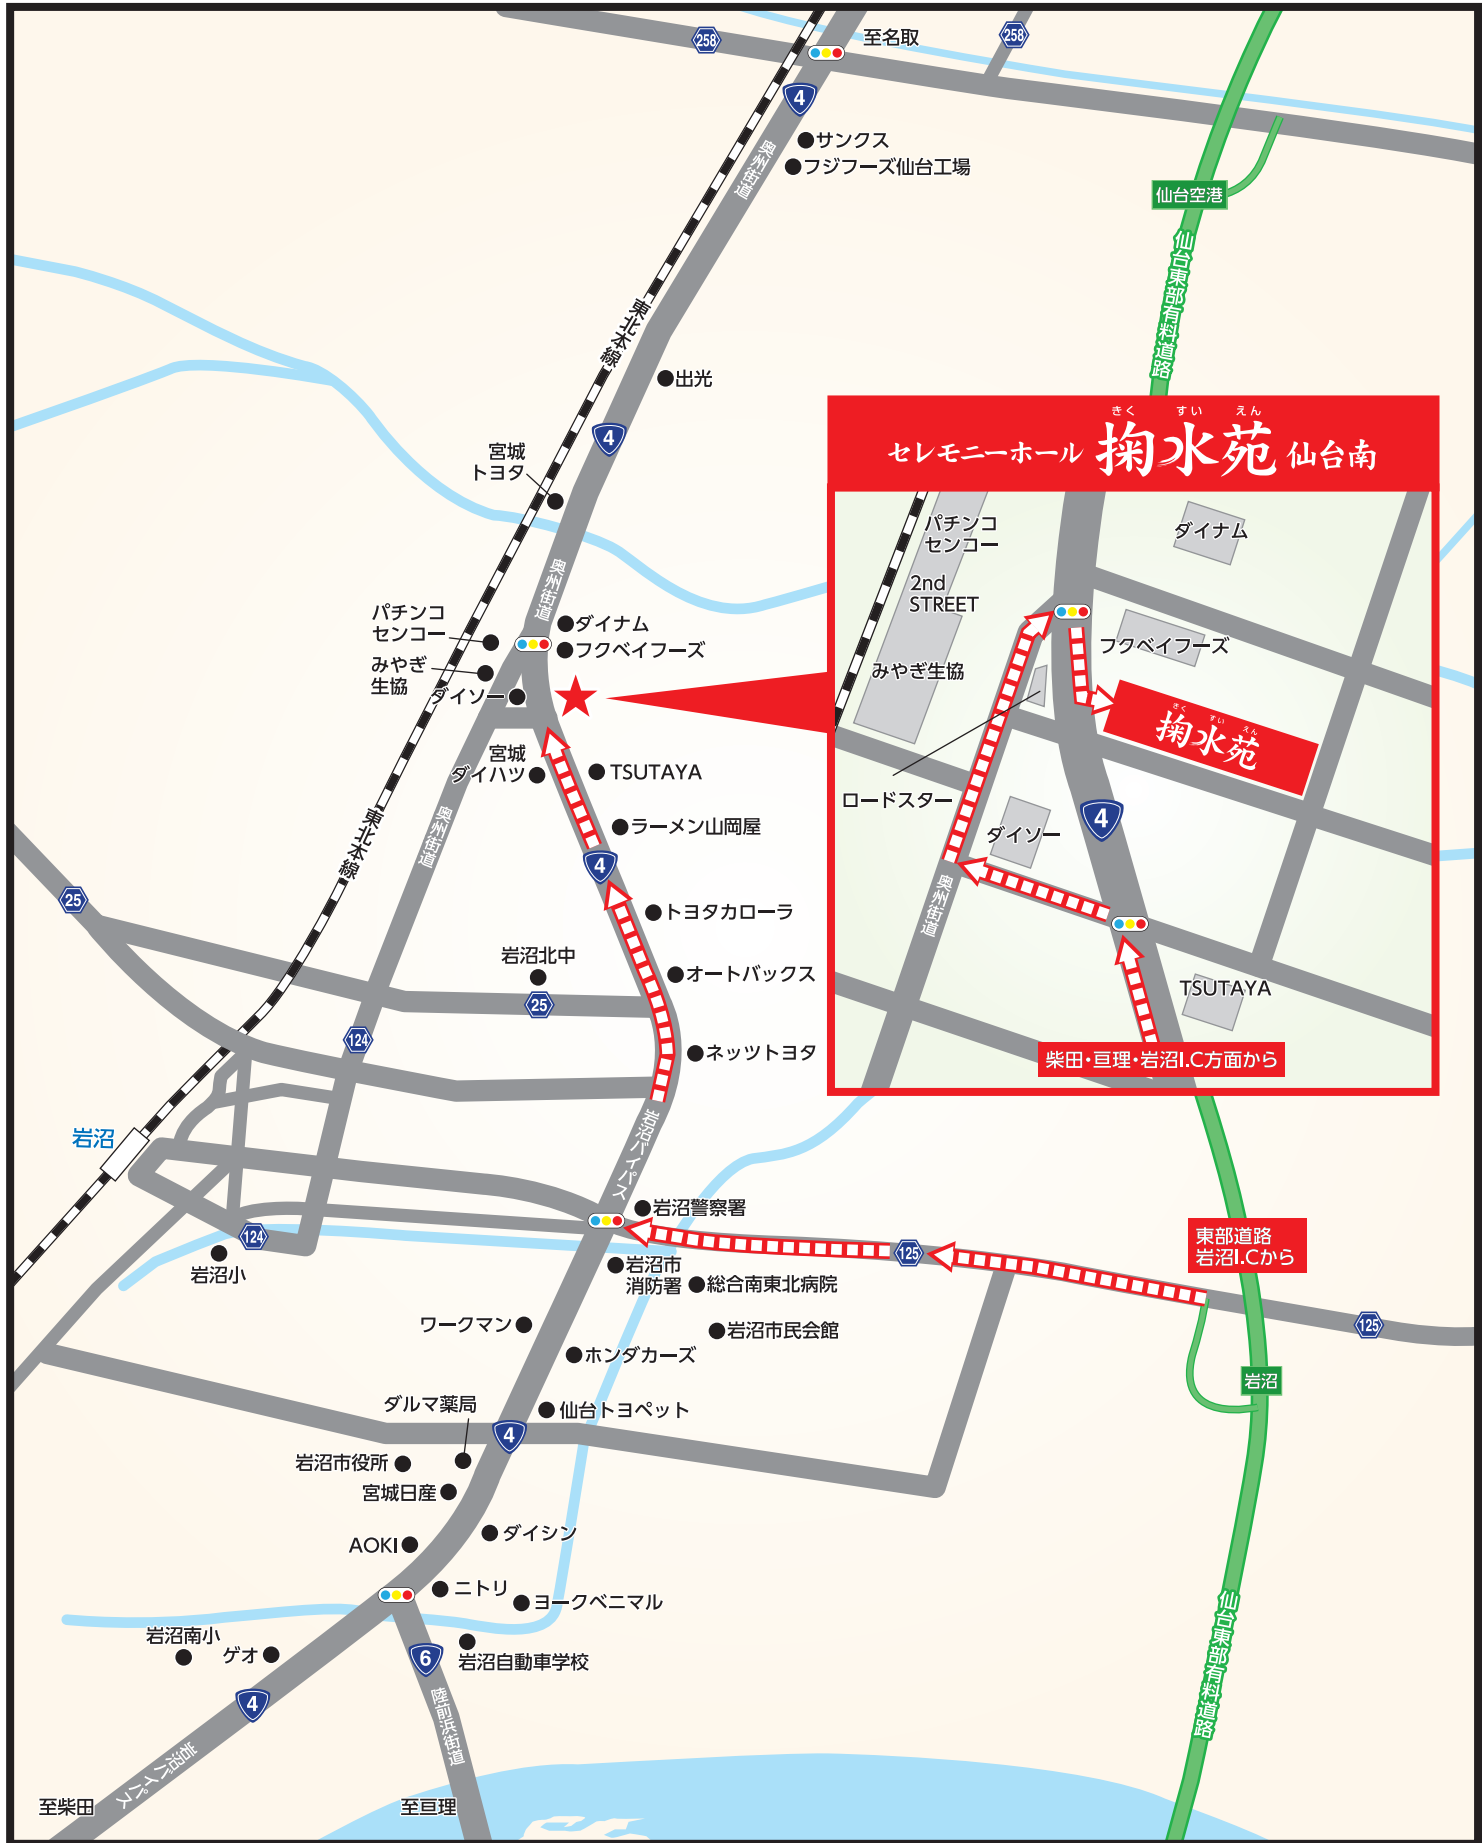 258
258
至名取
4
サンクス
フジフーズ仙台工場
奥州街道
仙台空港
仙台東部有料道路
東北本線
出光
4
宮城
トヨタ
奥州街道
パチンコ
センコー
ダイナム
フクベイフーズ
みやぎ
生協
ダイソー
宮城
ダイハツ
TSUTAYA
奥州街道
東北本線
ラーメン山岡屋
4
25
トヨタカローラ
岩沼北中
25
オートバックス
124
ネッツトヨタ
岩沼
岩沼バイパス
岩沼警察署
124
岩沼小
125
岩沼市
消防署
総合南東北病院
東部道路
岩沼I.Cから
125
ワークマン
岩沼市民会館
ホンダカーズ
岩沼
ダルマ薬局
仙台トヨペット
4
岩沼市役所
宮城日産
AOKI
ダイシン
ニトリ
ヨークベニマル
岩沼南小
ゲオ
6
岩沼自動車学校
4
陸前浜街道
岩沼バイパス
仙台東部有料道路
至柴田
至亘理
きく すい えん
セレモニーホール 掬水苑 仙台南
パチンコ
センコー
ダイナム
2nd
STREET
フクベイフーズ
みやぎ生協
きく すい えん
掬水苑
ロードスター
4
ダイソー
奥州街道
TSUTAYA
柴田・亘理・岩沼I.C方面から